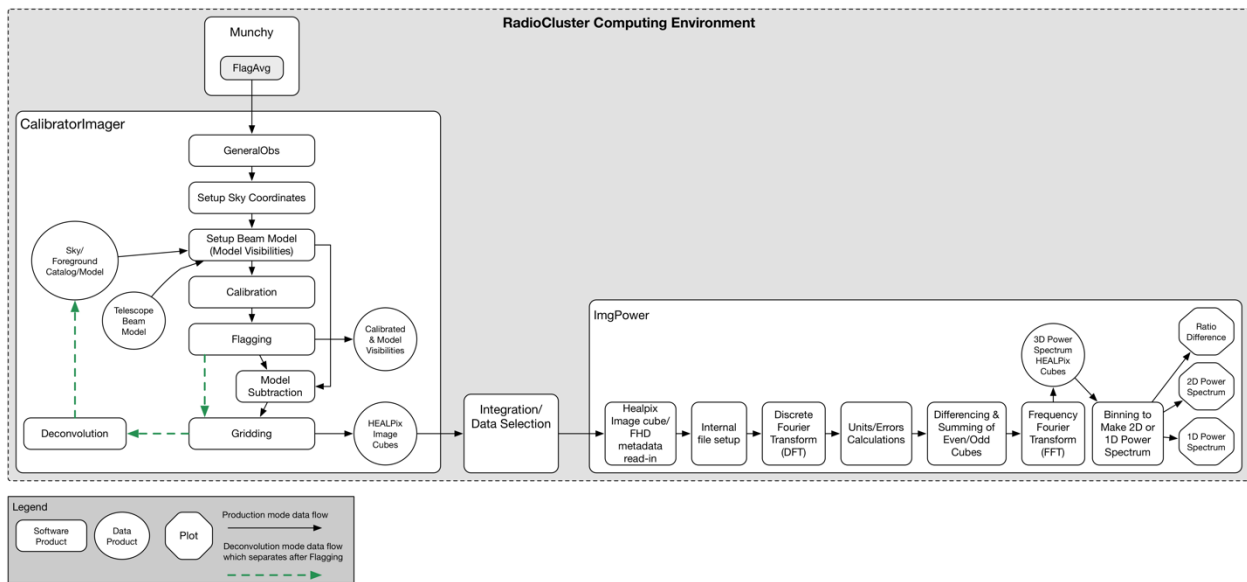 RadioCluster Computing Environment
Munchy
FlagAvg
CalibratorImager
GeneralObs
Setup Sky Coordinates
Setup Beam Model
(Model Visibilities)
Sky/
Foreground
Catalog/Model
Telescope
Beam
Model
Calibration
Flagging
Calibrated
& Model
Visibilities
Model
Subtraction
Deconvolution
Gridding
HEALPix
Image
Cubes
Integration/
Data Selection
ImgPower
Healpix
Image cube/
FHD
metadata
read-in
Internal
file setup
Discrete
Fourier
Transform
(DFT)
Units/Errors
Calculations
Differencing &
Summing of
Even/Odd
Cubes
3D Power
Spectrum
HEALPix
Cubes
Frequency
Fourier
Transform
(FFT)
Binning to
Make 2D or
1D Power
Spectrum
Ratio
Difference
2D Power
Spectrum
1D Power
Spectrum
Legend
Software
Product
Data
Product
Plot
Production mode data flow
Deconvolution mode data flow
which separates after Flagging